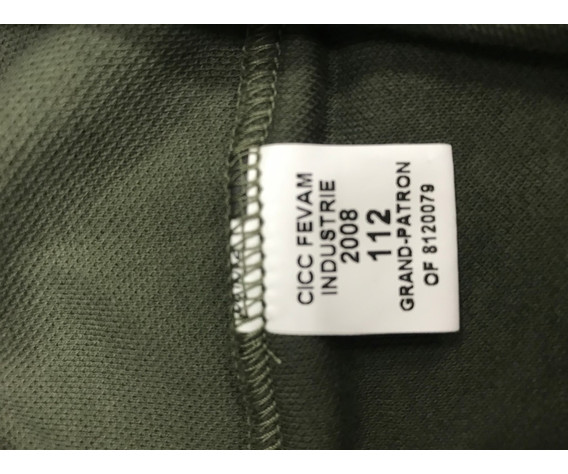 CICC FEVAM
INDUSTRIE
2008
112
GRAND-PATRON
OF 8120079